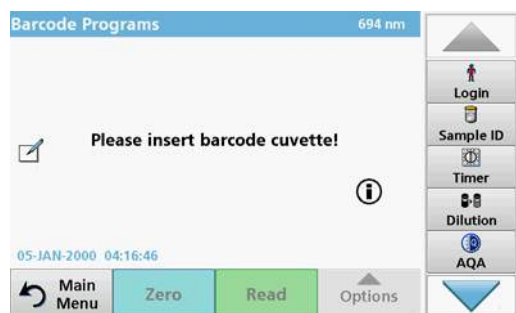 Barcode Programs
694 nm
Please insert barcode cuvette!
05-JAN-2000 04:16:46
Main
Menu
Zero
Read
Options
Login
Sample ID
Timer
Dilution
AQA